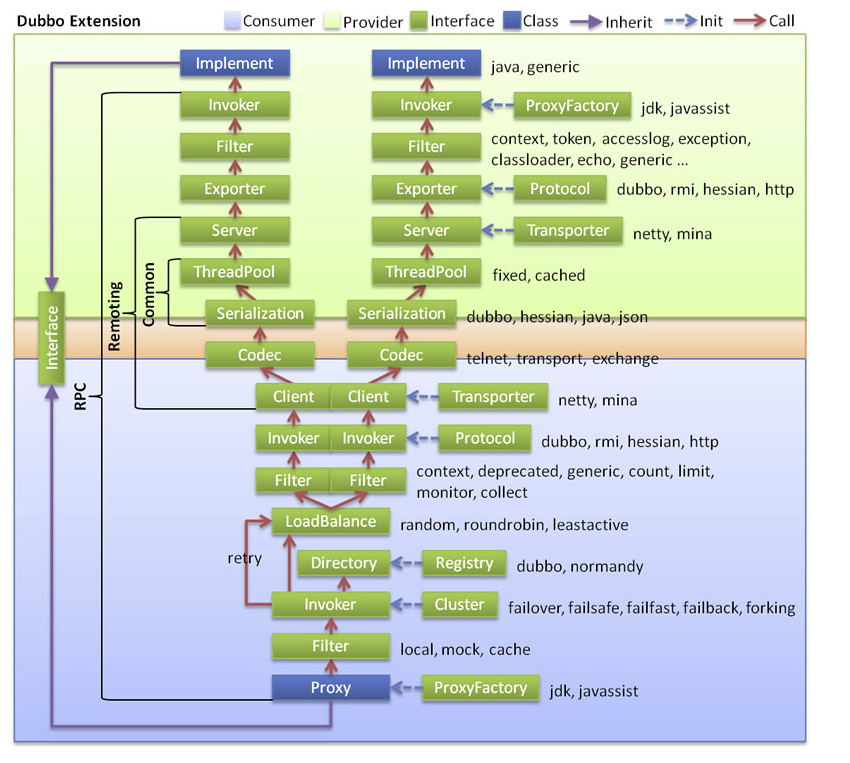 Dubbo Extension Consumer Provider Interface Class Inherit Init Call
Implement Implement java, generic
Invoker Invoker ProxyFactory jdk, javassist
Filter Filter context, token, accesslog, exception,
classloader, echo, generic ...
Exporter Exporter Protocol dubbo, rmi, hessian, http
Server Server Transporter netty, mina
ThreadPool ThreadPool fixed, cached
Common
Remoting
RPC
Interface
Serialization Serialization dubbo, hessian, java, json
Codec Codec telnet, transport, exchange
Client Client Transporter netty, mina
Invoker Invoker Protocol dubbo, rmi, hessian, http
Filter Filter context, deprecated, generic, count, limit,
monitor, collect
LoadBalance random, roundrobin, leastactive
retry
Directory Registry dubbo, normandy
Invoker Cluster failover, failsafe, failfast, failback, forking
Filter local, mock, cache
Proxy ProxyFactory jdk, javassist